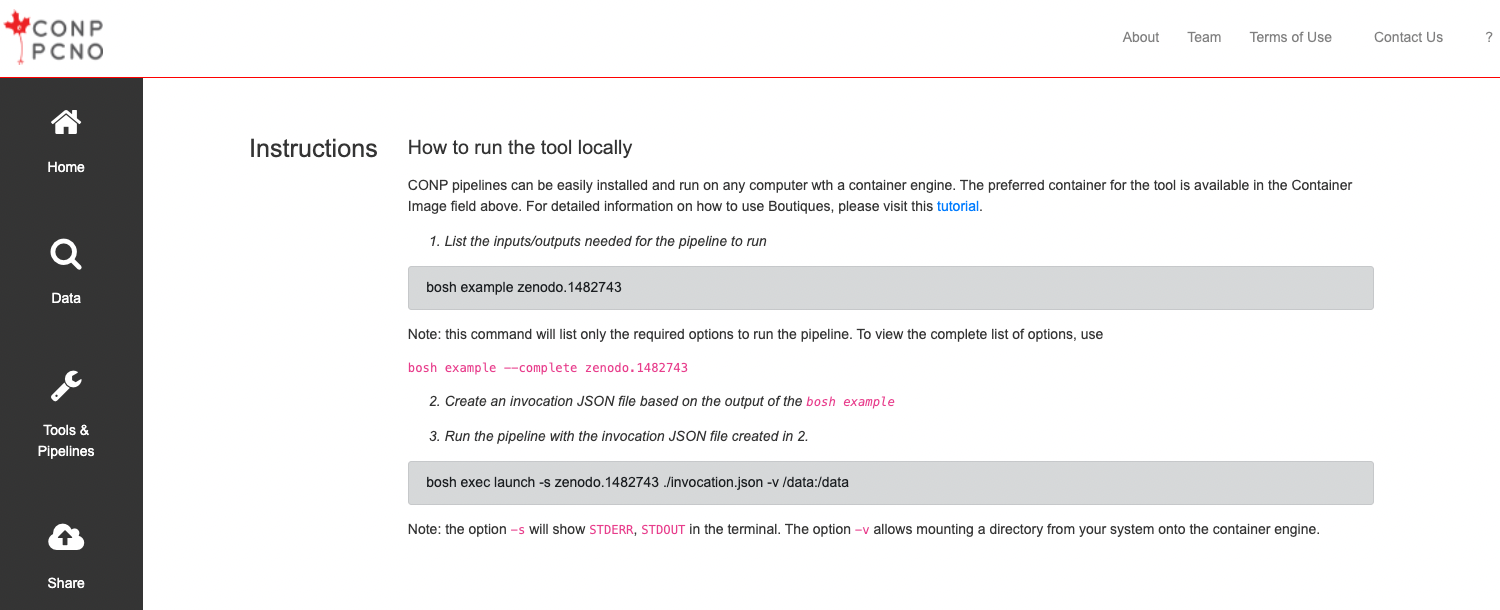 CONP
PCNO
About Team Terms of Use Contact Us ?
Home
Data
Tools &
Pipelines
Share
Instructions
How to run the tool locally
CONP pipelines can be easily installed and run on any computer wth a container engine. The preferred container for the tool is available in the Container
Image field above. For detailed information on how to use Boutiques, please visit this tutorial.
1. List the inputs/outputs needed for the pipeline to run
bosh example zenodo.1482743
Note: this command will list only the required options to run the pipeline. To view the complete list of options, use
bosh example --complete zenodo.1482743
2. Create an invocation JSON file based on the output of the bosh example
3. Run the pipeline with the invocation JSON file created in 2.
bosh exec launch -s zenodo.1482743 ./invocation.json -v /data:/data
Note: the option -s will show STDERR, STDOUT in the terminal. The option -v allows mounting a directory from your system onto the container engine.